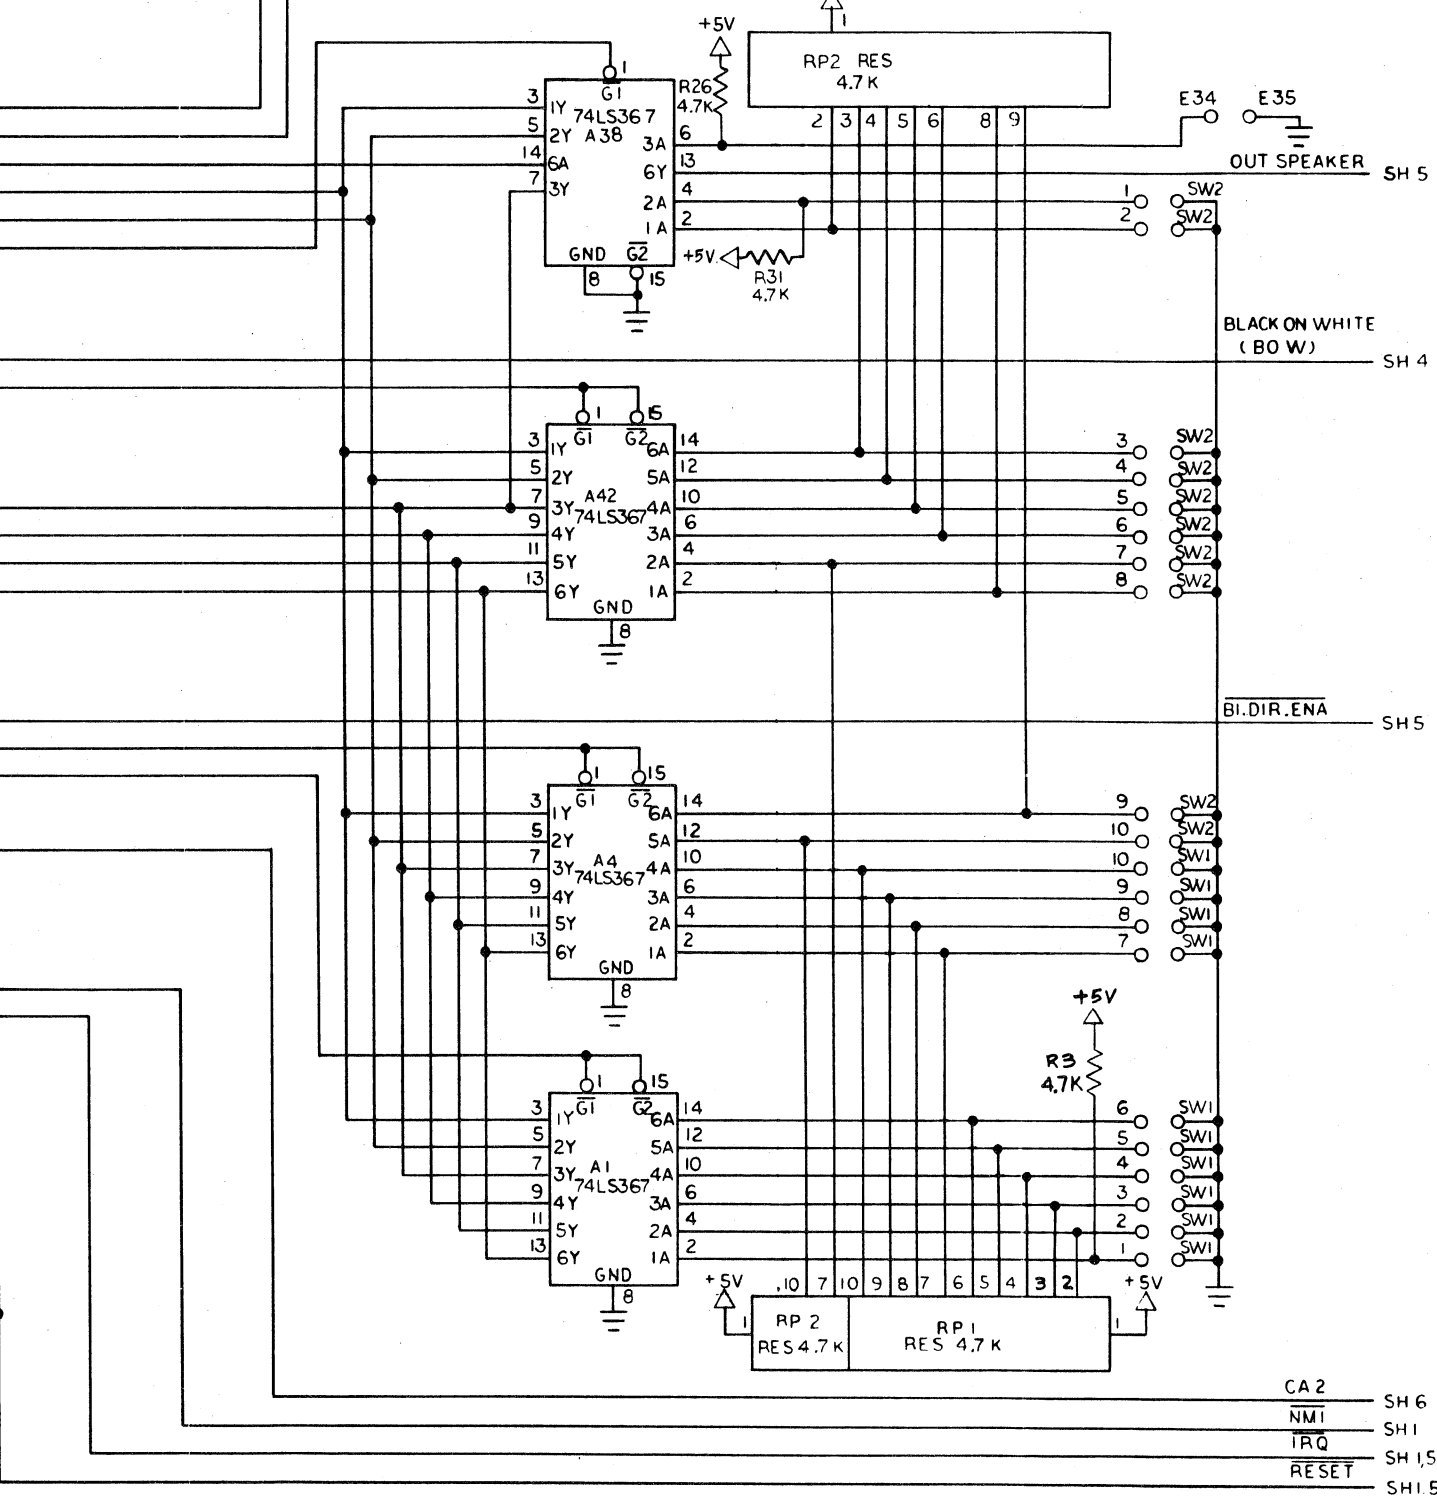 +5V
1
RP2 RES
4.7K
R26
4.7K
2 3 4 5 6 8 9
E34 E35
1
G1
3 1Y
74LS367
5 2Y A38
14 6A
7 3Y
3A 6
6Y 13
2A 4
1A 2
GND G2
8 15
+5V
R31
4.7K
OUT SPEAKER SH 5
1 SW2
2 SW2
BLACK ON WHITE
(BOW)
SH 4
1 15
G1 G2
3 1Y 6A 14
5 2Y 5A 12
7 3Y 4A 10
A42
74LS367
9 4Y 3A 6
11 5Y 2A 4
13 6Y 1A 2
GND
8
3 SW2
4 SW2
5 SW2
6 SW2
7 SW2
8 SW2
BI.DIR.ENA SH5
1 15
G1 G2
3 1Y 6A 14
5 2Y 5A 12
7 3Y 4A 10
A4
74LS367
9 4Y 3A 6
11 5Y 2A 4
13 6Y 1A 2
GND
8
9 SW2
10 SW2
10 SW1
9 SW1
8 SW1
7 SW1
+5V
R3
4.7K
1 15
G1 G2
3 1Y 6A 14
5 2Y 5A 12
7 3Y 4A 10
A1
74LS367
9 4Y 3A 6
11 5Y 2A 4
13 6Y 1A 2
GND
8
6 SW1
5 SW1
4 SW1
3 SW1
2 SW1
1 SW1
+5V
10 7 10 9 8 7 6 5 4 3 2
+5V
1
RP 2
RES 4.7K
RP1
RES 4.7K
1
CA2 SH 6
NMI SH1
IRQ SH 1,5
RESET SH1.5